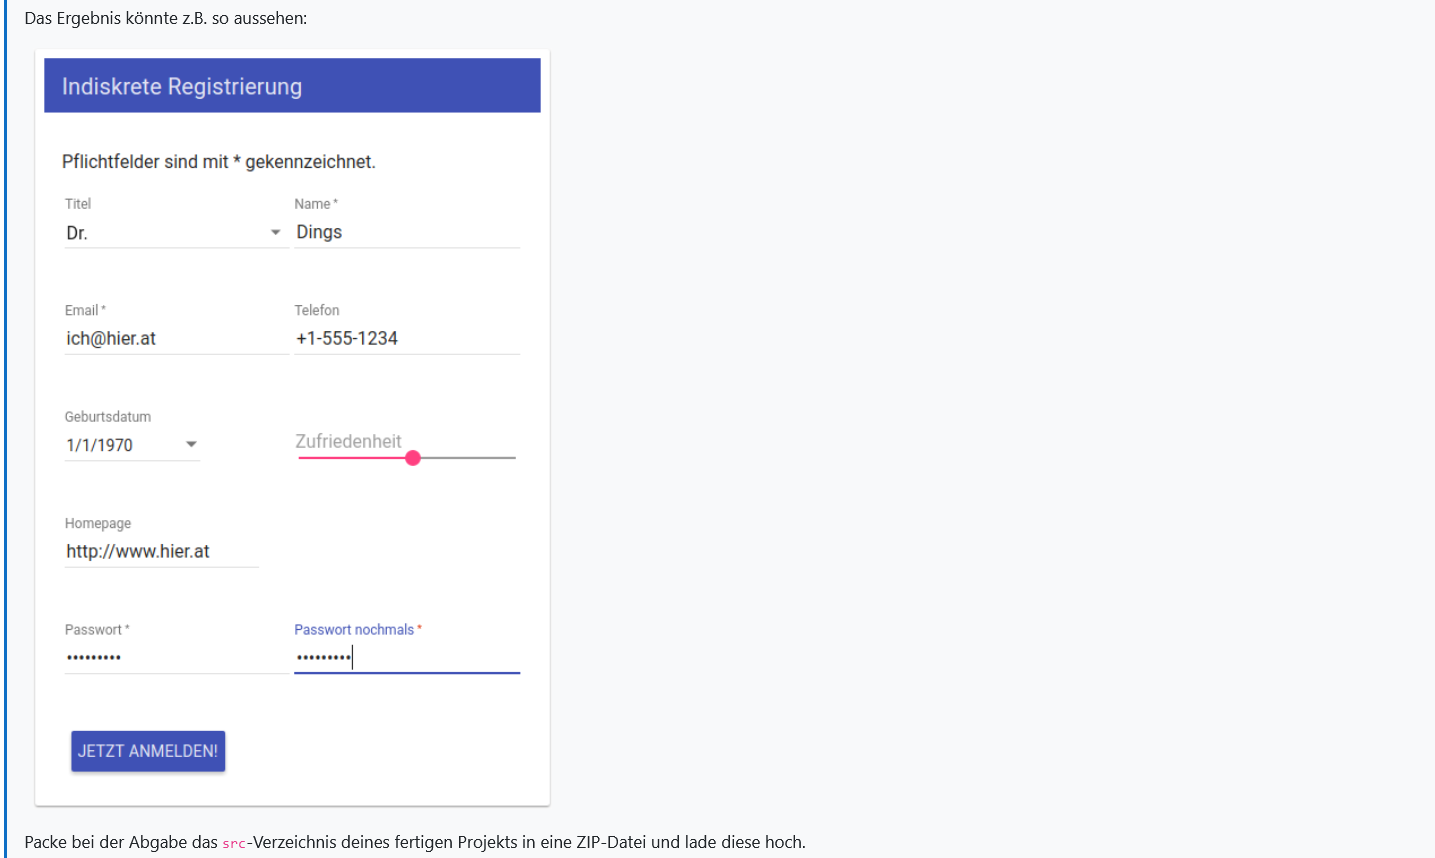 Das Ergebnis könnte z.B. so aussehen:
Indiskrete Registrierung
Pflichtfelder sind mit * gekennzeichnet.
Titel Name *
Dr. Dings
Email * Telefon
ich@hier.at +1-555-1234
Geburtsdatum
1/1/1970 Zufriedenheit
Homepage
http://www.hier.at
Passwort * Passwort nochmals *
••••••••• •••••••••
JETZT ANMELDEN!
Packe bei der Abgabe das src-Verzeichnis deines fertigen Projekts in eine ZIP-Datei und lade diese hoch.